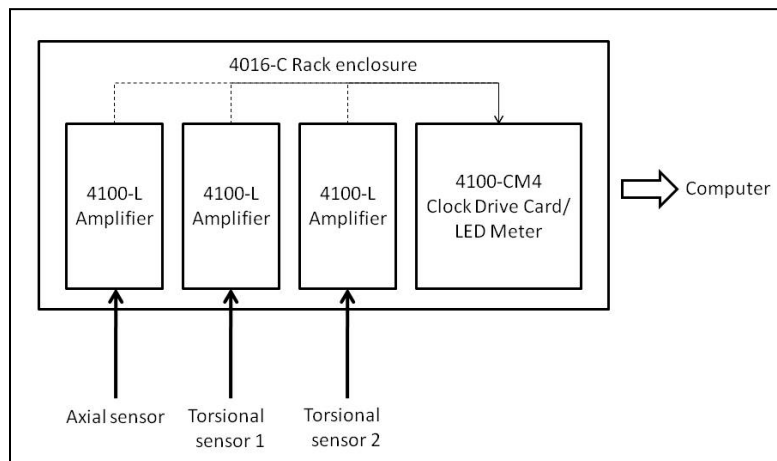 4016-C Rack enclosure
4100-L
Amplifier
4100-L
Amplifier
4100-L
Amplifier
4100-CM4
Clock Drive Card/
LED Meter
Computer
Axial sensor
Torsional
sensor 1
Torsional
sensor 2